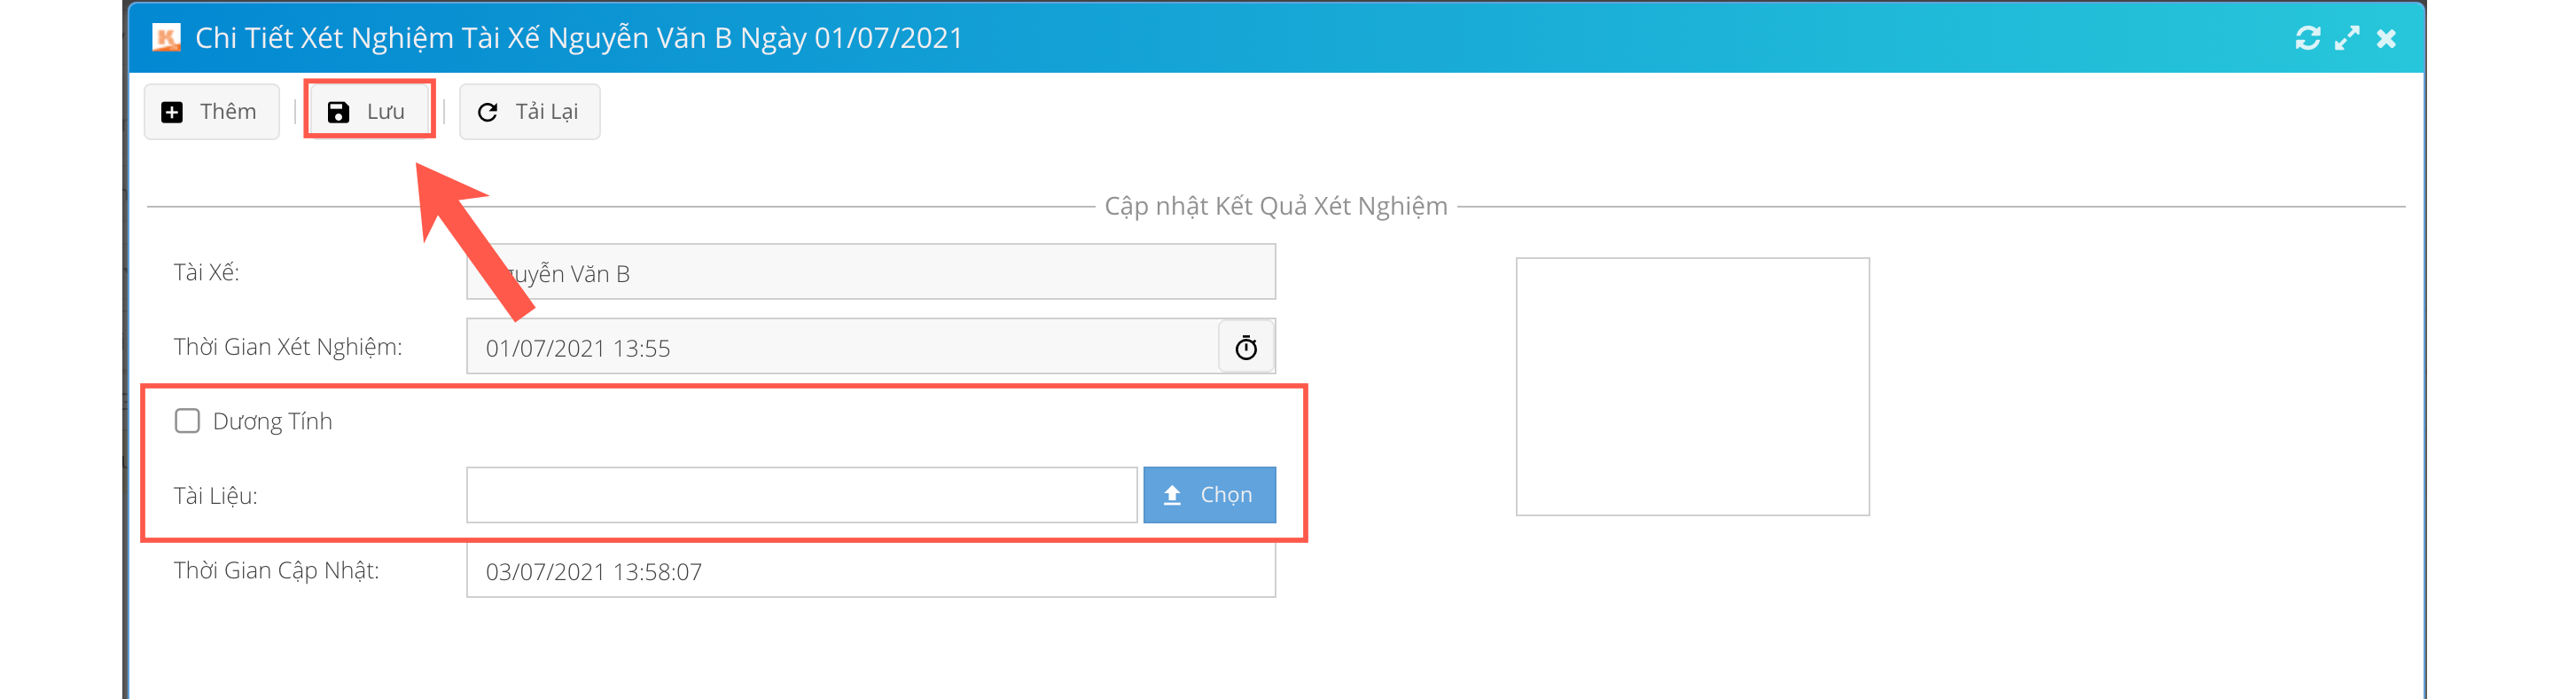 Chi Tiết Xét Nghiệm Tài Xế Nguyễn Văn B Ngày 01/07/2021
Thêm Lưu Tải Lại
Cập nhật Kết Quả Xét Nghiệm
Tài Xế: guyễn Văn B
Thời Gian Xét Nghiệm: 01/07/2021 13:55
Dương Tính
Tài Liệu: Chọn
Thời Gian Cập Nhật: 03/07/2021 13:58:07